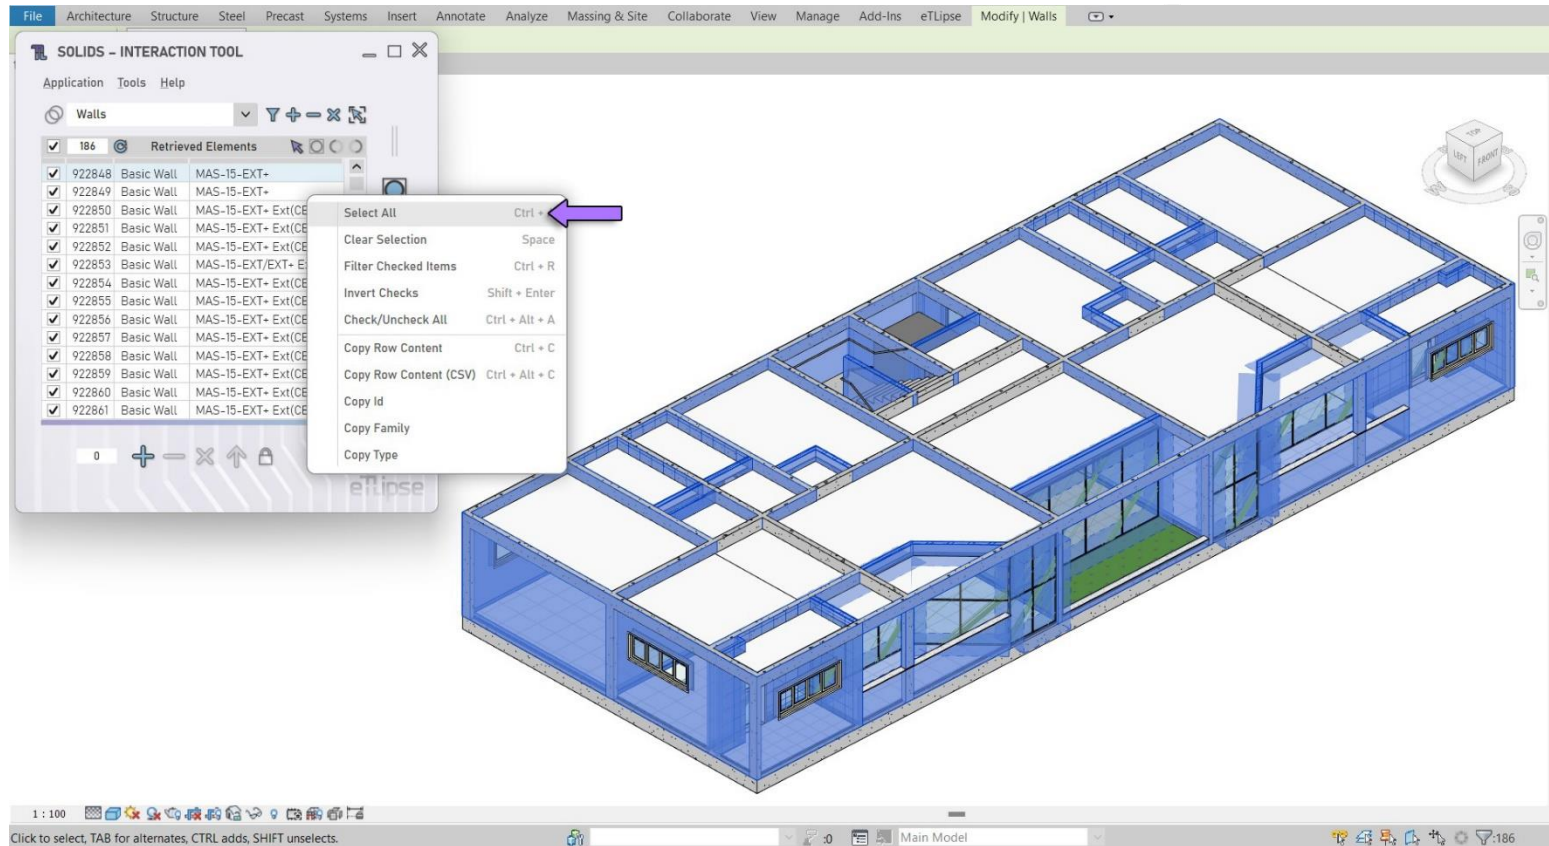 File Architecture Structure Steel Precast Systems Insert Annotate Analyze Massing & Site Collaborate View Manage Add-Ins eTLipse Modify | Walls
SOLIDS – INTERACTION TOOL
Application Tools Help
Walls
186 Retrieved Elements
922848 Basic Wall MAS-15-EXT+
922849 Basic Wall MAS-15-EXT+
922850 Basic Wall MAS-15-EXT+ Ext(CE
922851 Basic Wall MAS-15-EXT+ Ext(CE
922852 Basic Wall MAS-15-EXT+ Ext(CE
922853 Basic Wall MAS-15-EXT/EXT+ E
922854 Basic Wall MAS-15-EXT+ Ext(CE
922855 Basic Wall MAS-15-EXT+ Ext(CE
922856 Basic Wall MAS-15-EXT+ Ext(CE
922857 Basic Wall MAS-15-EXT+ Ext(CE
922858 Basic Wall MAS-15-EXT+ Ext(CE
922859 Basic Wall MAS-15-EXT+ Ext(CE
922860 Basic Wall MAS-15-EXT+ Ext(CE
922861 Basic Wall MAS-15-EXT+ Ext(CE
0
eTLipse
Select All Ctrl +
Clear Selection Space
Filter Checked Items Ctrl + R
Invert Checks Shift + Enter
Check/Uncheck All Ctrl + Alt + A
Copy Row Content Ctrl + C
Copy Row Content (CSV) Ctrl + Alt + C
Copy Id
Copy Family
Copy Type
TOP
LEFT FRONT
1 : 100
Click to select, TAB for alternates, CTRL adds, SHIFT unselects. :0 Main Model :186